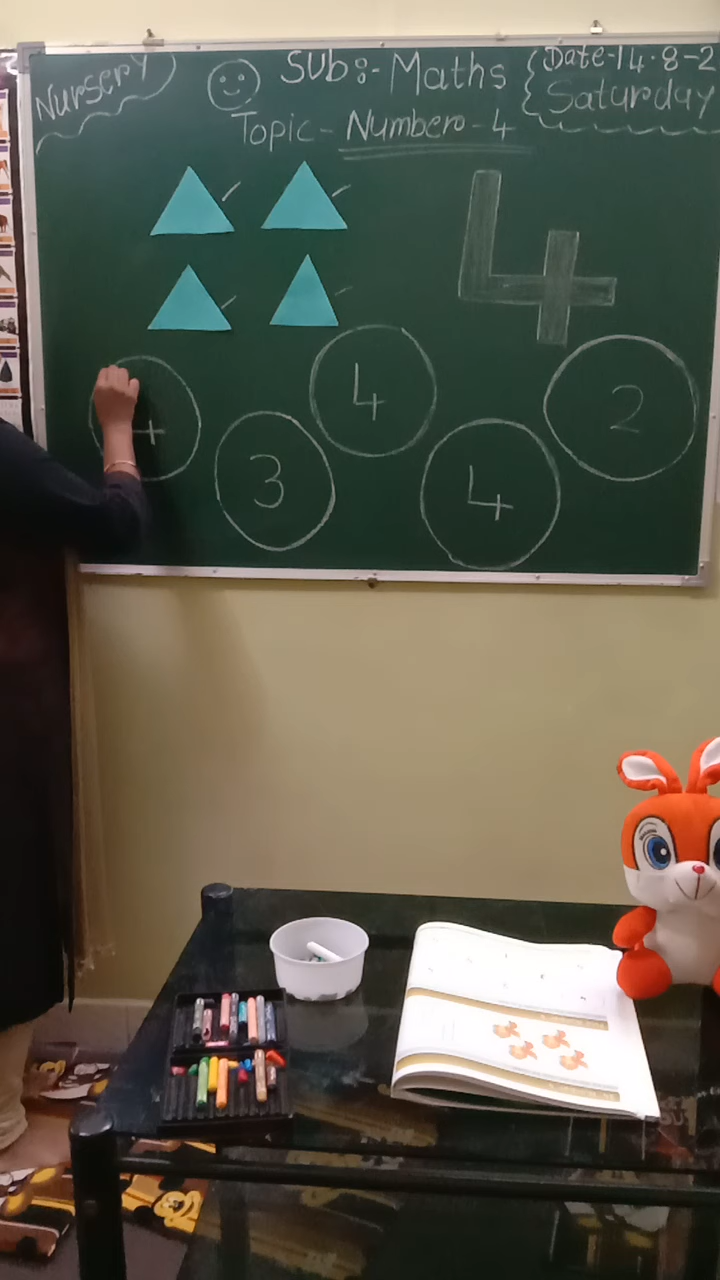 Nursery
Sub:- Maths
Date-14.8-2
Saturday
Topic- Number-4
4
4
4
3
4
2